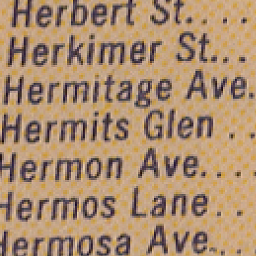 Herbert St. . . .
Herkimer St. . .
Hermitage Ave.
Hermits Glen . .
Hermon Ave. . . .
Hermos Lane . .
Hermosa Ave. . . .